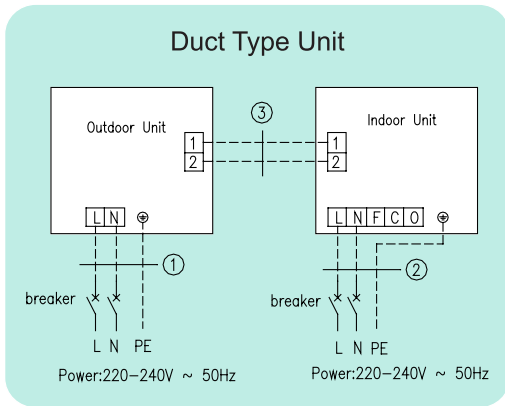 Duct Type Unit
Outdoor Unit
1
2
L N
3
Indoor Unit
1
2
L N F C O
1
breaker
L N PE
Power:220-240V ~ 50Hz
2
breaker
L N PE
Power:220-240V ~ 50Hz